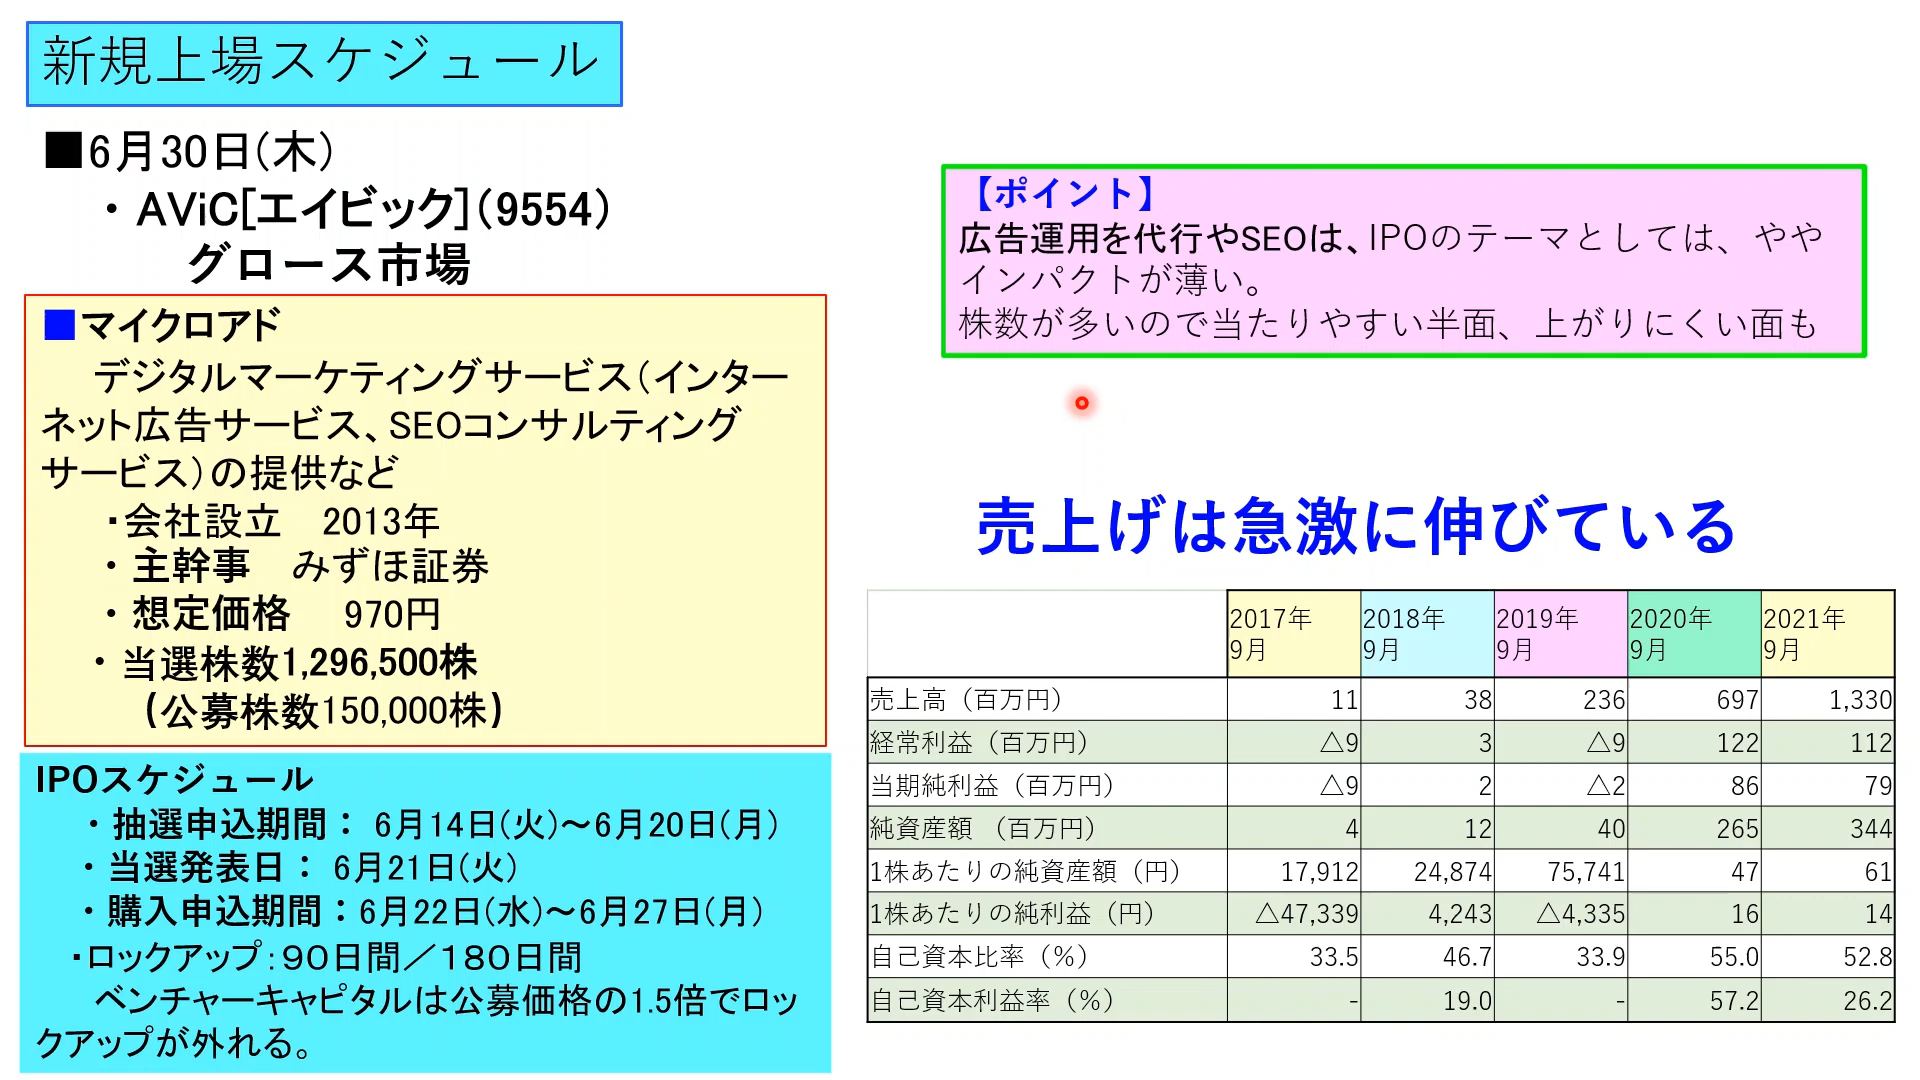 新規上場スケジュール
■6月30日(木)
・AViC[エイビック](9554)
グロース市場
■マイクロアド
デジタルマーケティングサービス(インター
ネット広告サービス、SEOコンサルティング
サービス)の提供など
・会社設立 2013年
・主幹事 みずほ証券
・想定価格 970円
・当選株数1,296,500株
(公募株数150,000株)
IPOスケジュール
・抽選申込期間: 6月14日(火)～6月20日(月)
・当選発表日: 6月21日(火)
・購入申込期間:6月22日(水)～6月27日(月)
・ロックアップ:90日間／180日間
ベンチャーキャピタルは公募価格の1.5倍でロッ
クアップが外れる。
【ポイント】
広告運用を代行やSEOは、IPOのテーマとしては、やや
インパクトが薄い。
株数が多いので当たりやすい半面、上がりにくい面も
売上げは急激に伸びている
2017年9月 2018年9月 2019年9月 2020年9月 2021年9月
売上高（百万円） 11 38 236 697 1,330
経常利益（百万円） △9 3 △9 122 112
当期純利益（百万円） △9 2 △2 86 79
純資産額 （百万円） 4 12 40 265 344
1株あたりの純資産額（円） 17,912 24,874 75,741 47 61
1株あたりの純利益（円） △47,339 4,243 △4,335 16 14
自己資本比率（%） 33.5 46.7 33.9 55.0 52.8
自己資本利益率（%） - 19.0 - 57.2 26.2